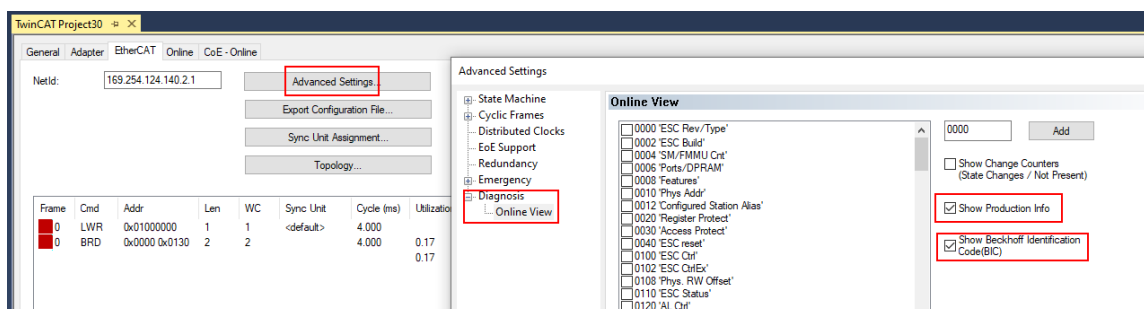 TwinCAT Project30
General Adapter EtherCAT Online CoE - Online
NetId: 169.254.124.140.2.1
Advanced Settings...
Export Configuration File...
Sync Unit Assignment...
Topology...
Frame Cmd Addr Len WC Sync Unit Cycle (ms) Utilizatio
0 LWR 0x01000000 1 1 <default> 4.000
0 BRD 0x0000 0x0130 2 2 4.000 0.17
0.17
Advanced Settings
State Machine
Cyclic Frames
Distributed Clocks
EoE Support
Redundancy
Emergency
Diagnosis
Online View
Online View
0000 'ESC Rev/Type'
0002 'ESC Build'
0004 'SM/FMMU Cnt'
0006 'Ports/DPRAM'
0008 'Features'
0010 'Phys Addr'
0012 'Configured Station Alias'
0020 'Register Protect'
0030 'Access Protect'
0040 'ESC reset'
0100 'ESC Ctrl'
0102 'ESC CtrlEx'
0108 'Phys. RW Offset'
0110 'ESC Status'
0120 'AL Ctrl'
0000 Add
Show Change Counters
(State Changes / Not Present)
Show Production Info
Show Beckhoff Identification
Code(BIC)